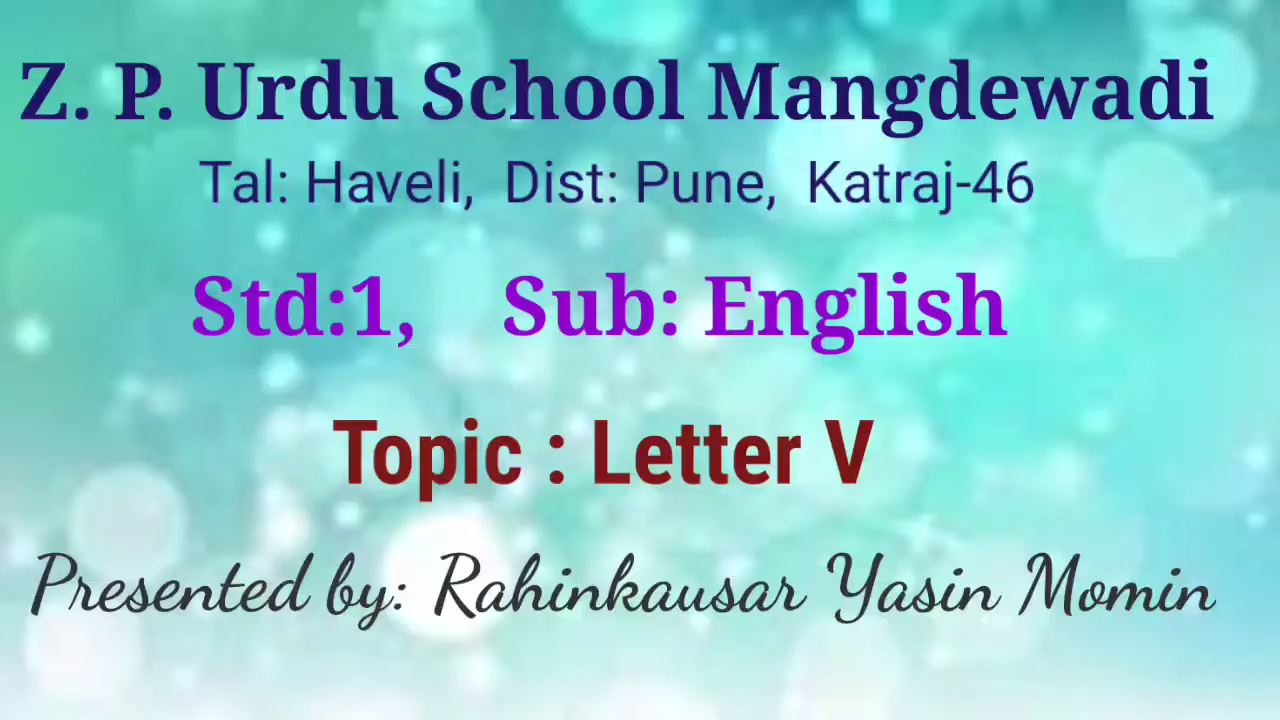 Z. P. Urdu School Mangdewadi
Tal: Haveli, Dist: Pune, Katraj-46
Std:1, Sub: English
Topic : Letter V
Presented by: Rahinkausar Yasin Momin